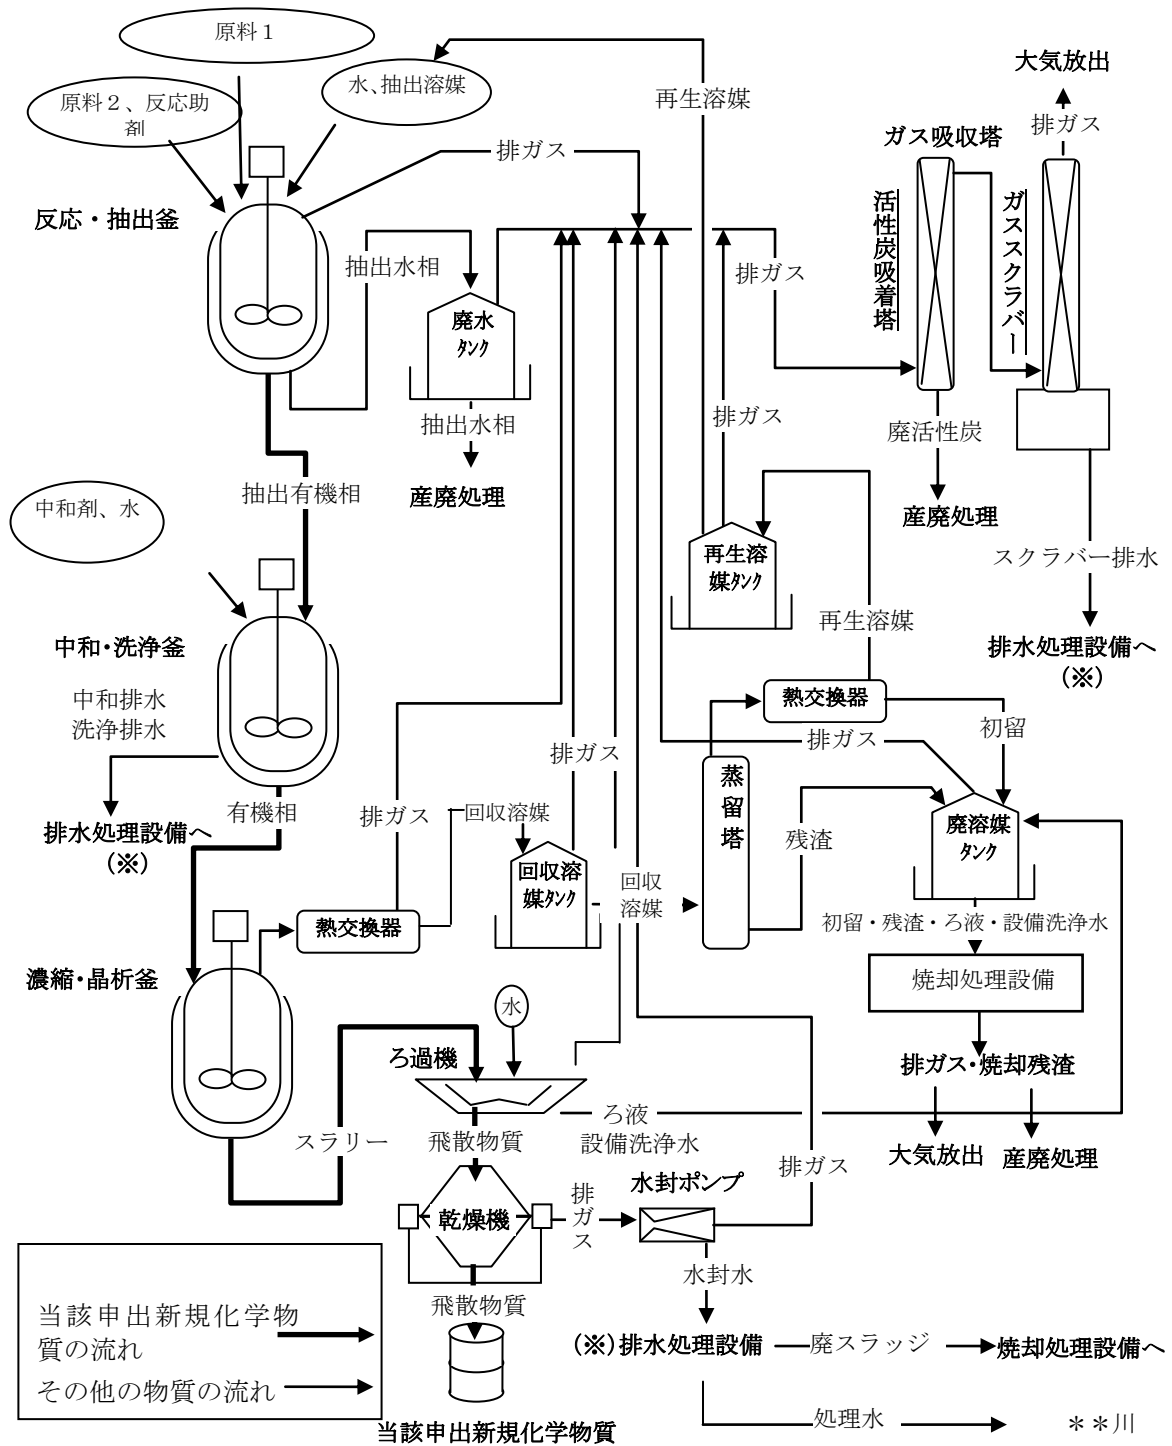 原料１
原料２、反応助
剤
水、抽出溶媒
再生溶媒
大気放出
排ガス
ガス吸収塔
排ガス
反応・抽出釜
抽出水相
活性炭吸着塔
ガススクラバー
排ガス
廃水
タンク
抽出水相
排ガス
廃活性炭
産廃処理
抽出有機相
中和剤、水
産廃処理
再生溶
媒タンク
スクラバー排水
再生溶媒
中和・洗浄釜
排水処理設備へ
(※)
中和排水
洗浄排水
熱交換器
初留
排ガス
排ガス
有機相
排ガス
回収溶媒
蒸留塔
廃溶媒
タンク
残渣
排水処理設備へ
(※)
回収溶
媒タンク
回収
溶媒
熱交換器
初留・残渣・ろ液・設備洗浄水
濃縮・晶析釜
焼却処理設備
水
ろ過機
排ガス・焼却残渣
スラリー
ろ液
設備洗浄水
飛散物質
大気放出
産廃処理
排ガス
水封ポンプ
乾燥機
排ガス
水封水
飛散物質
当該申出新規化学物
質の流れ
その他の物質の流れ
(※)排水処理設備
廃スラッジ
焼却処理設備へ
処理水
＊＊川
当該申出新規化学物質